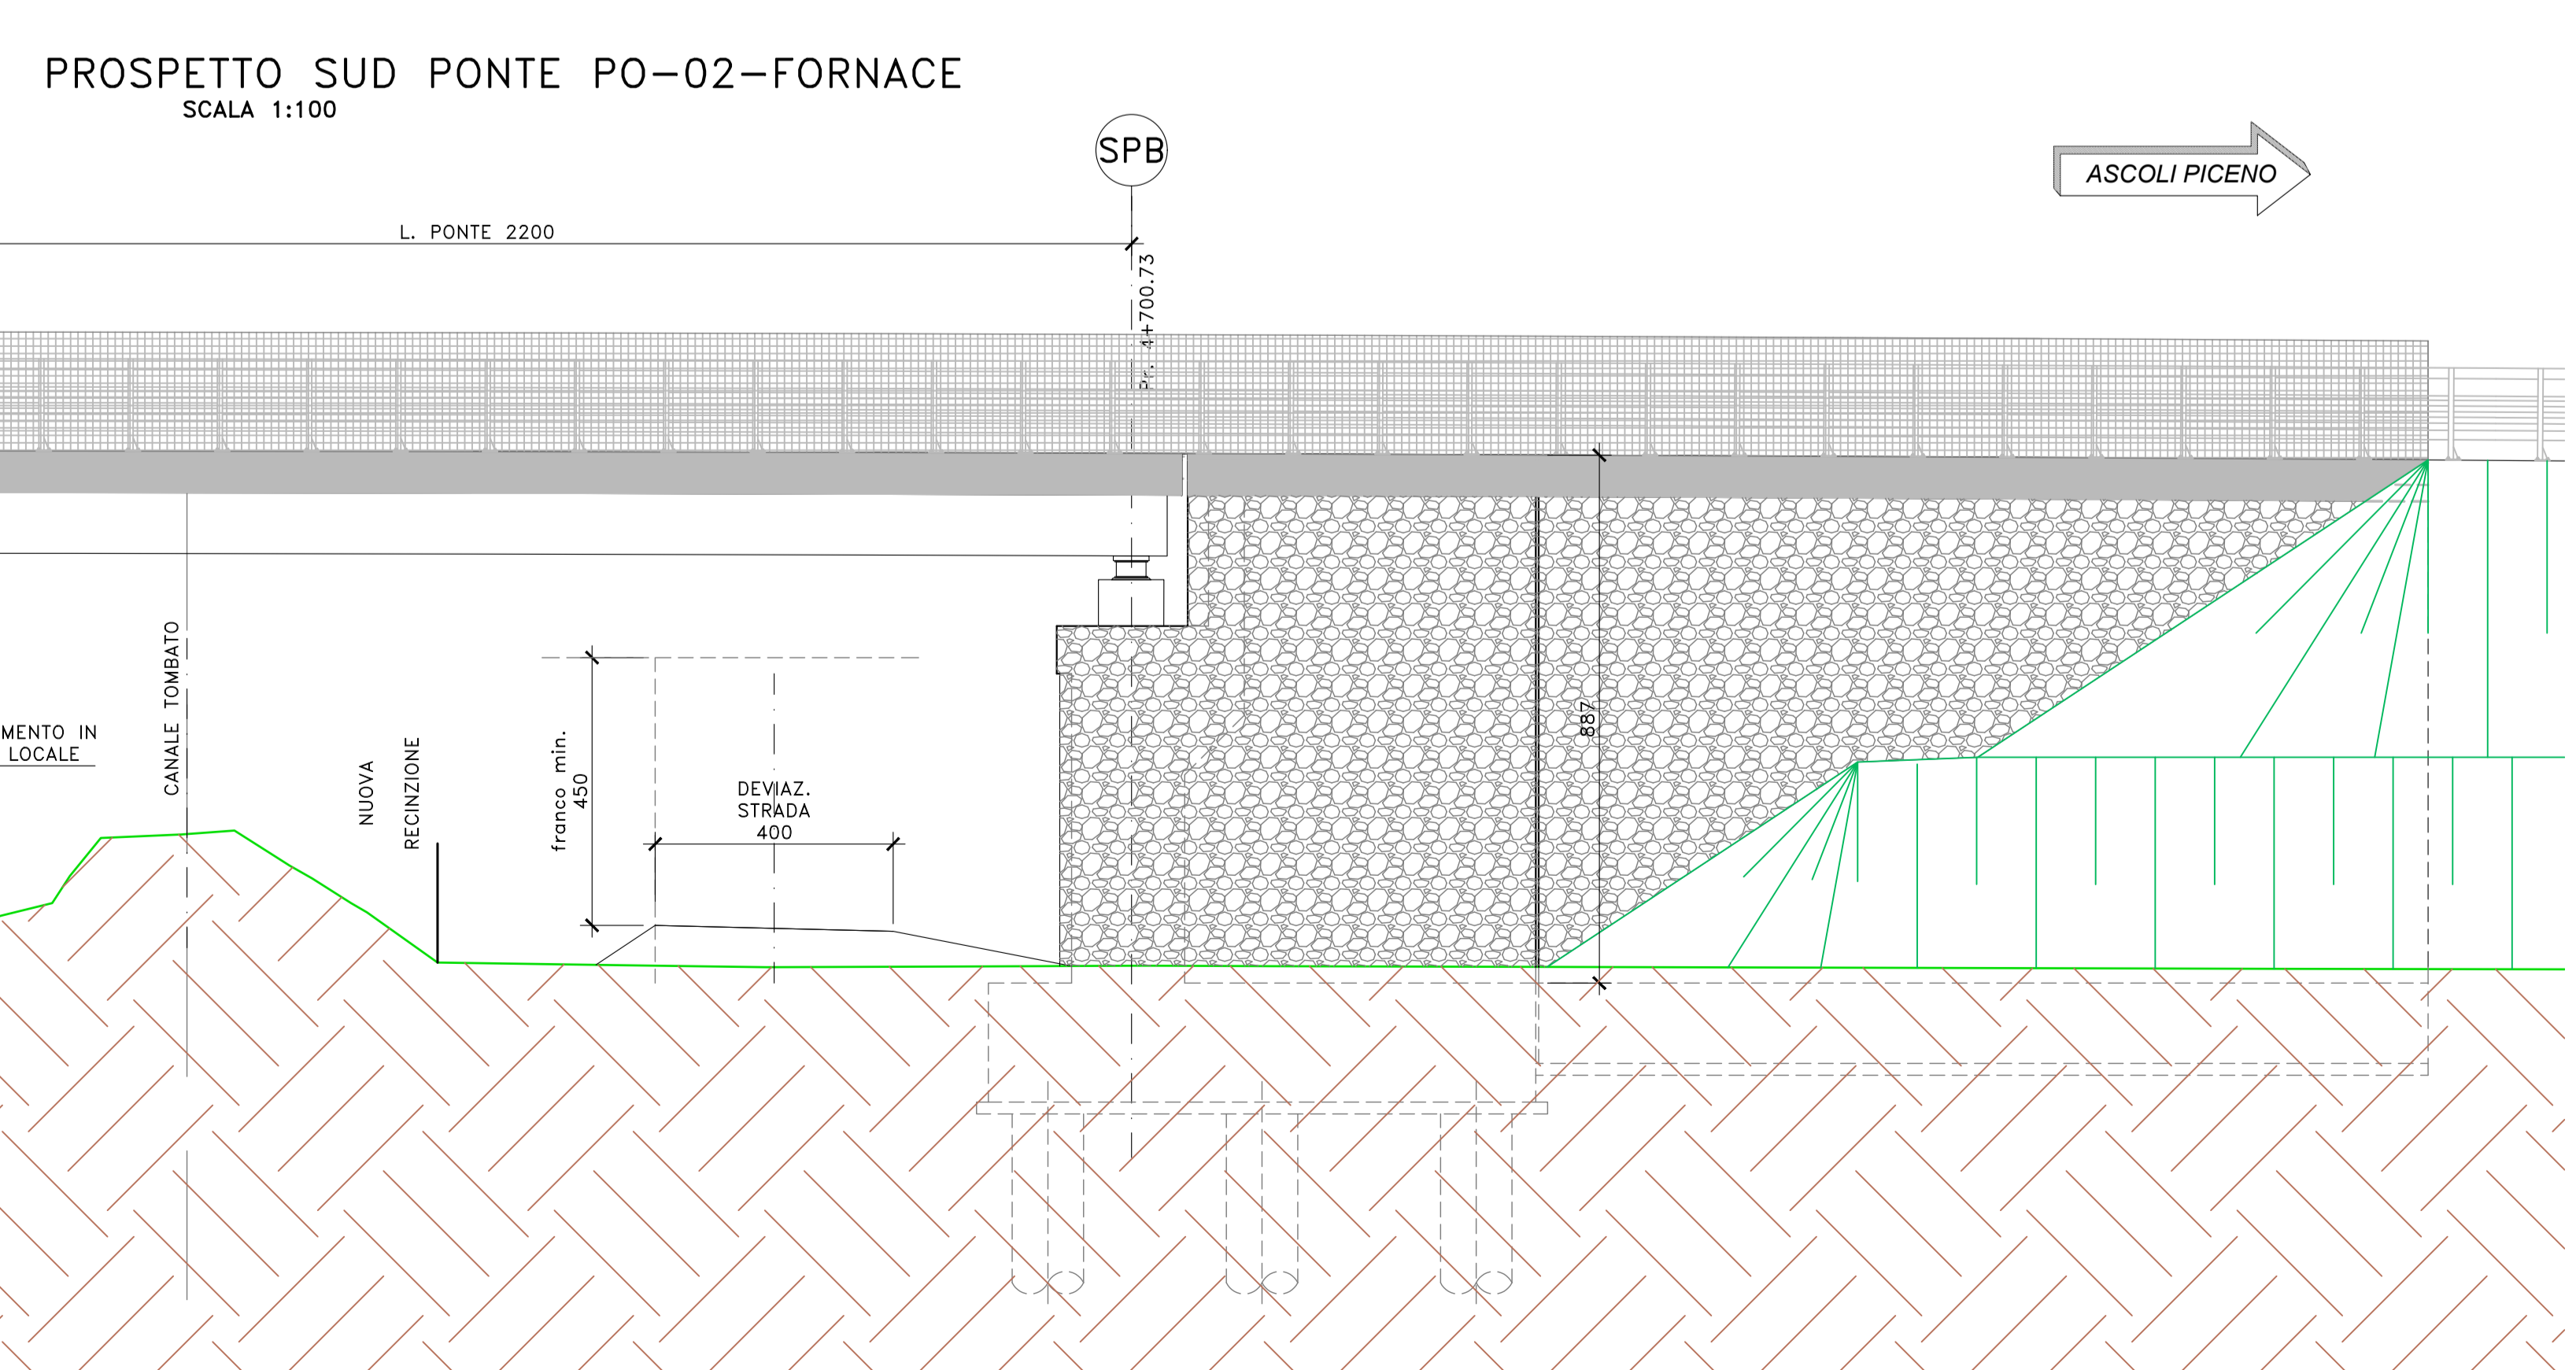 PROSPETTO SUD PONTE PO-02-FORNACE
SCALA 1:100
SPB
ASCOLI PICENO
L. PONTE 2200
Pr. 4+700.73
CANALE TOMBATO
MENTO IN
LOCALE
NUOVA
RECINZIONE
franco min.
450
DEVIAZ.
STRADA
400
887